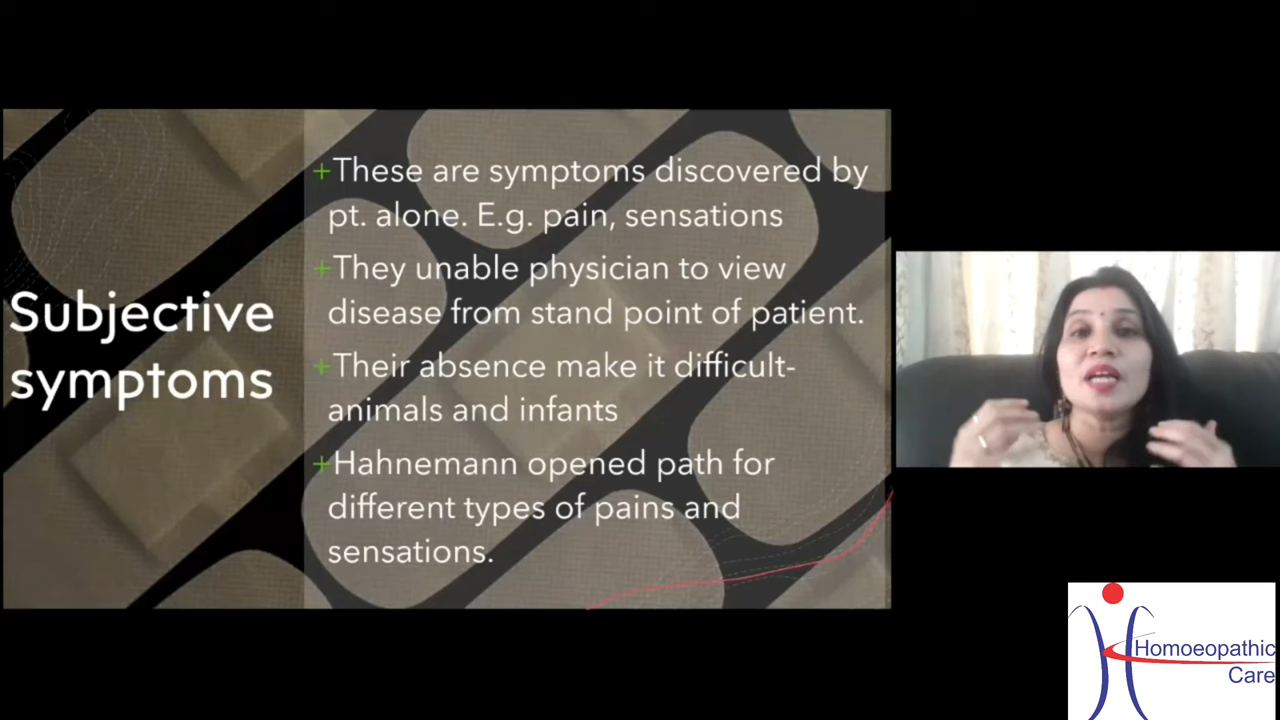 Subjective
symptoms
+These are symptoms discovered by
pt. alone. E.g. pain, sensations
+They unable physician to view
disease from stand point of patient.
+Their absence make it difficult-
animals and infants
+Hahnemann opened path for
different types of pains and
sensations.
Homoeopathic
Care